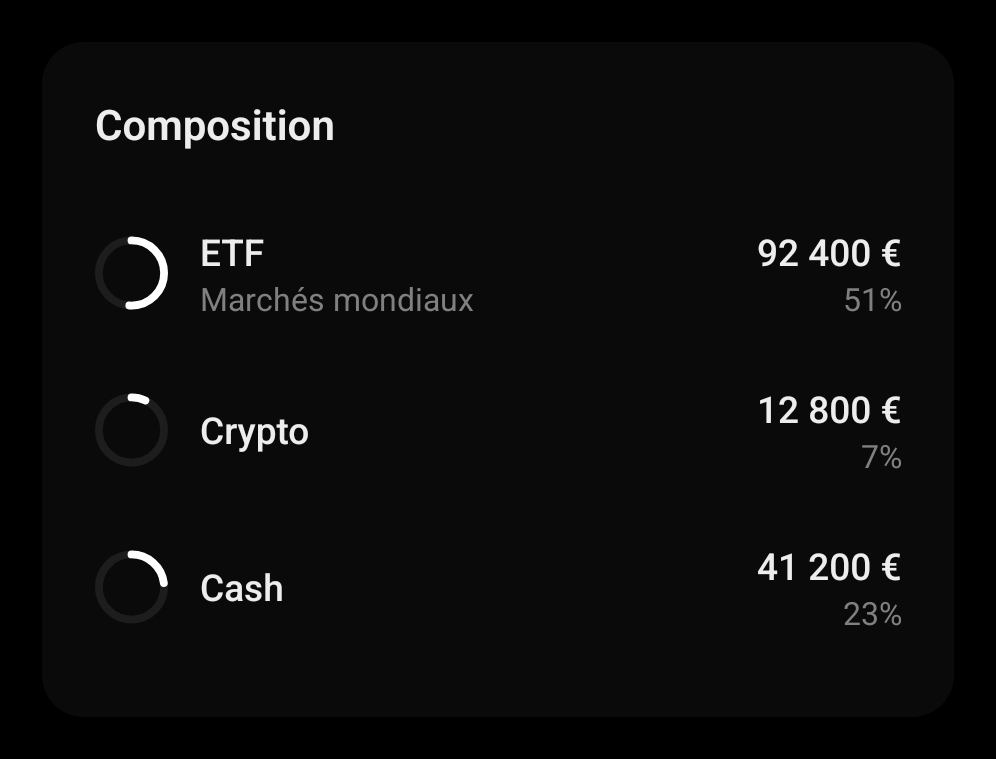 Composition
ETF
92 400 €
Marchés mondiaux
51%
Crypto
12 800 €
7%
Cash
41 200 €
23%